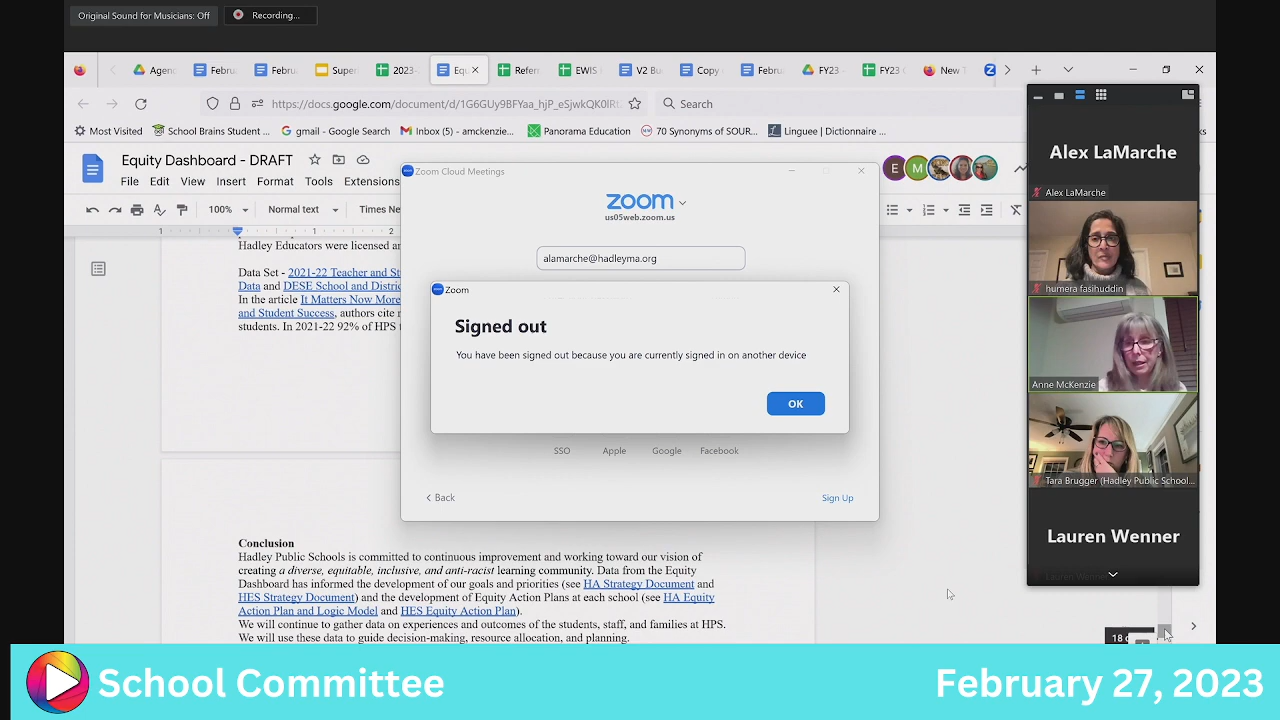 Original Sound for Musicians: Off
Recording...
Agen
Febru
Febru
Super
2023-
Equ
Refer
EWIS
V2 Bu
Copy
Febru
FY23
FY23 C
New T
Search
Most Visited
School Brains Student ...
gmail - Google Search
Inbox (5) - amckenzie...
Panorama Education
70 Synonyms of SOUR...
Linguee | Dictionnaire ...
Equity Dashboard - DRAFT
File Edit View Insert Format Tools Extensions
100%
Normal text
Times Ne
1 1 2
E M
Hadley Educators were licensed a
Data Set - 2021-22 Teacher and St
Data and DESE School and Distric
In the article It Matters Now More
and Student Success, authors cite r
students. In 2021-22 92% of HPS t
Zoom Cloud Meetings
zoom
us05web.zoom.us
alamarche@hadleyma.org
Zoom
Signed out
You have been signed out because you are currently signed in on another device
OK
SSO Apple Google Facebook
Back
Sign Up
Conclusion
Hadley Public Schools is committed to continuous improvement and working toward our vision of
creating a diverse, equitable, inclusive, and anti-racist learning community. Data from the Equity
Dashboard has informed the development of our goals and priorities (see HA Strategy Document and
HES Strategy Document) and the development of Equity Action Plans at each school (see HA Equity
Action Plan and Logic Model and HES Equity Action Plan).
We will continue to gather data on experiences and outcomes of the students, staff, and families at HPS.
We will use these data to guide decision-making, resource allocation, and planning.
Alex LaMarche
Alex LaMarche
humera fasihuddin
Anne McKenzie
Tara Brugger (Hadley Public School...
Lauren Wenner
Lauren Wenner
18
School Committee
February 27, 2023